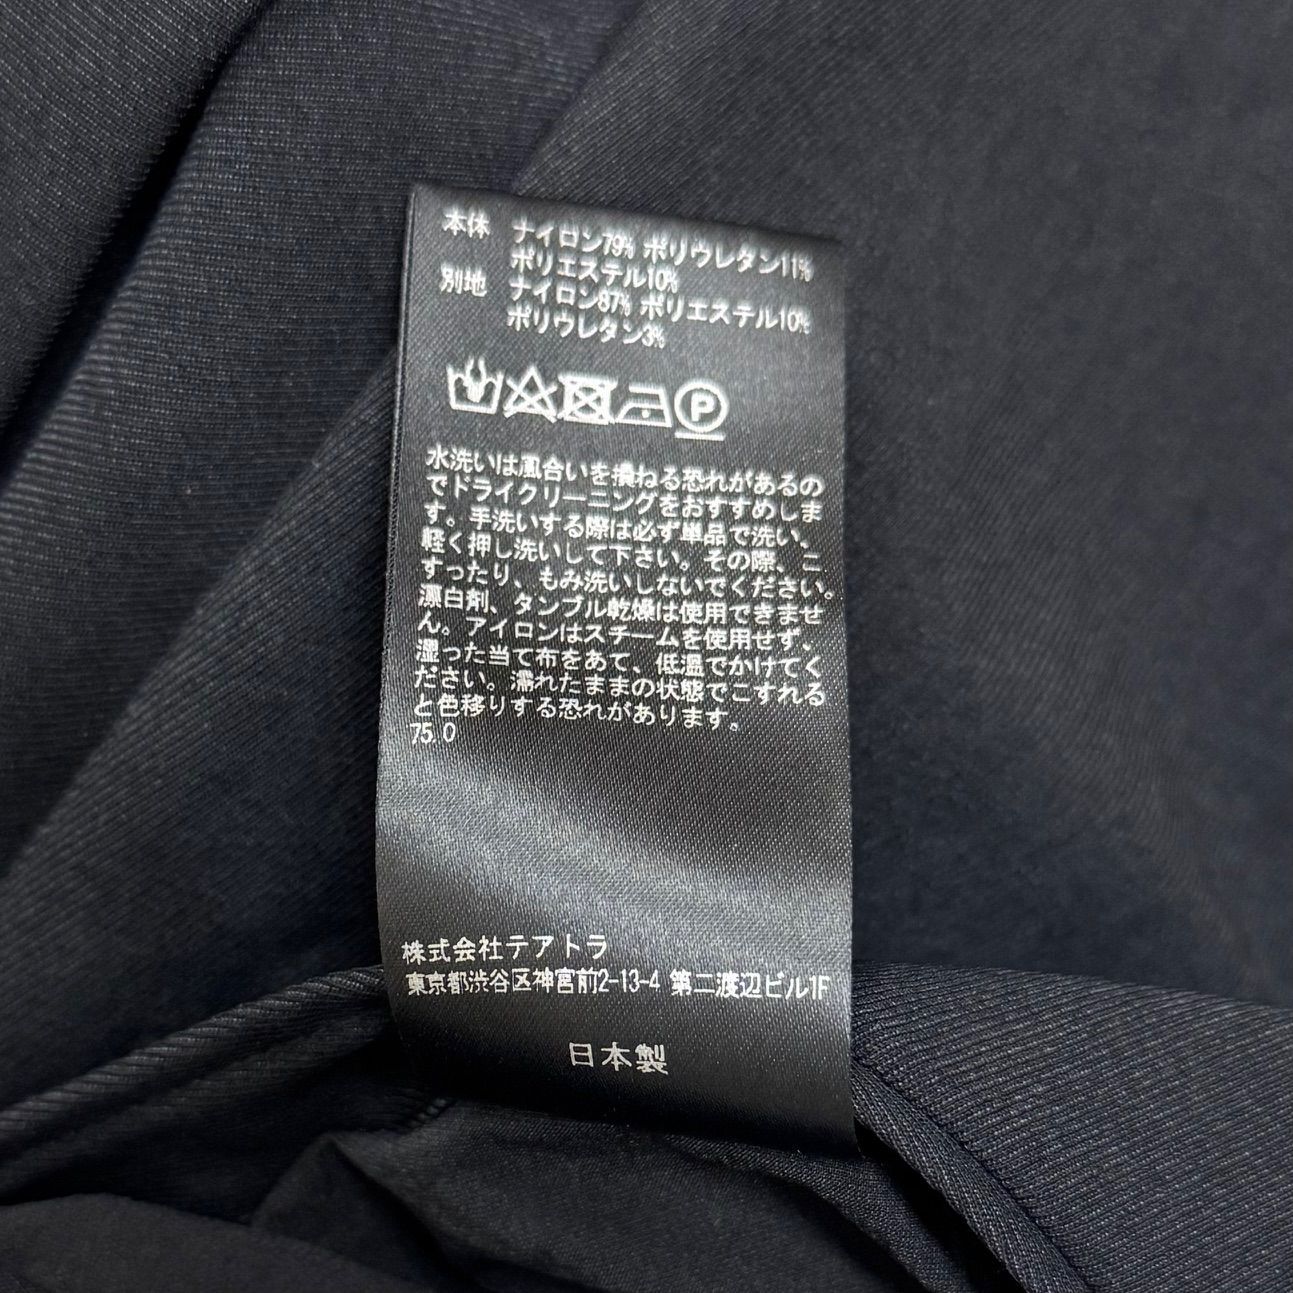 本体 ナイロン79% ポリウレタン11%
ポリエステル10%
別地 ナイロン87% ポリエステル10%
ポリウレタン3%
P
水洗いは風合いを損ねる恐れがあるの
でドライクリーニングをおすすめしま
す。手洗いする際は必ず単品で洗い、
軽く押し洗いして下さい。その際、こ
すったり、もみ洗いしないでください。
漂白剤、タンブル乾燥は使用できませ
ん。アイロンはスチームを使用せず、
湿った当て布をあて、低温でかけてく
ださい。濡れたままの状態でこすれる
と色移りする恐れがあります。
75.0
株式会社テアトラ
東京都渋谷区神宮前2-13-4 第二渡辺ビル1F
日本製